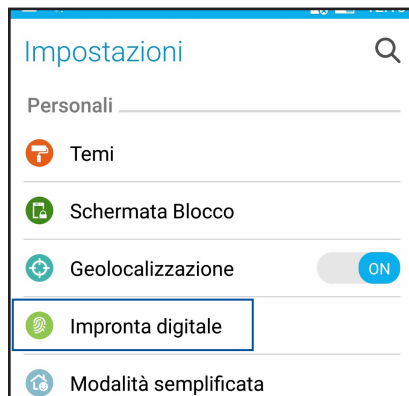 Impostazioni
Personali
Temi
Schermata Blocco
Geolocalizzazione ON
Impronta digitale
Modalità semplificata